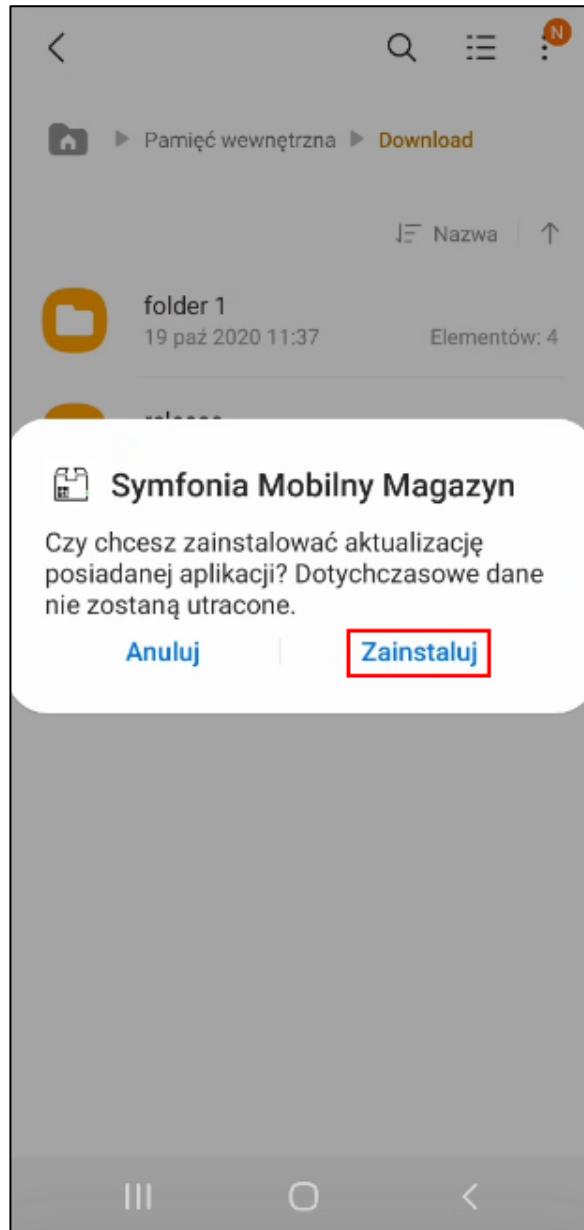 N
Pamięć wewnętrzna Download
Nazwa
folder 1
19 paź 2020 11:37 Elementów: 4
Symfonia Mobilny Magazyn
Czy chcesz zainstalować aktualizację
posiadanej aplikacji? Dotychczasowe dane
nie zostaną utracone.
Anuluj Zainstaluj